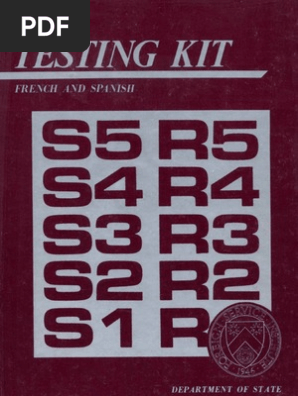 PDF
TESTING KIT
FRENCH AND SPANISH
S5 R5
S4 R4
S3 R3
S2 R2
S1 R
DEPARTMENT OF STATE